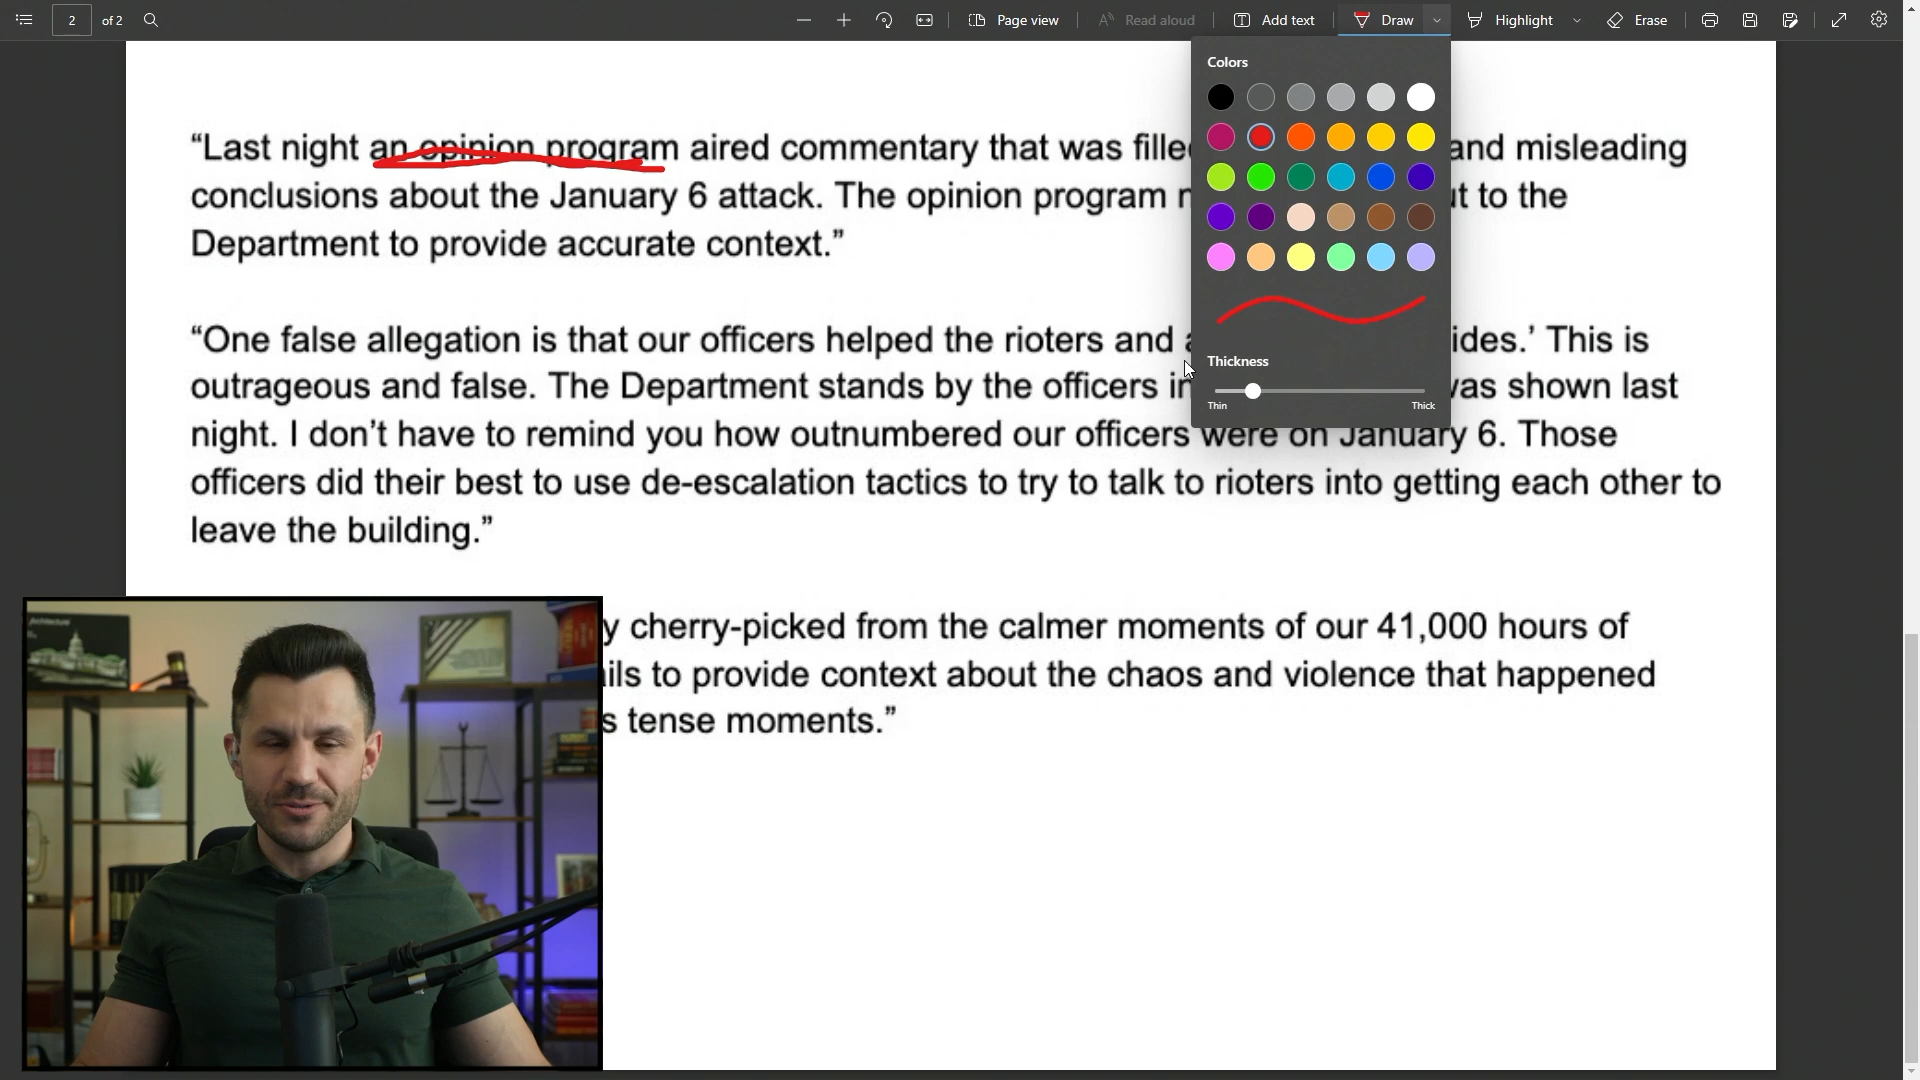 2 of 2 Page view Read aloud Add text Draw Highlight Erase
Colors
Thickness
Thin Thick
“Last night an opinion program aired commentary that was fille and misleading
conclusions about the January 6 attack. The opinion program to the
Department to provide accurate context.”
“One false allegation is that our officers helped the rioters and ides.’ This is
outrageous and false. The Department stands by the officers in was shown last
night. I don’t have to remind you how outnumbered our officers were on January 6. Those
officers did their best to use de-escalation tactics to try to talk to rioters into getting each other to
leave the building.”
y cherry-picked from the calmer moments of our 41,000 hours of
ils to provide context about the chaos and violence that happened
s tense moments.”